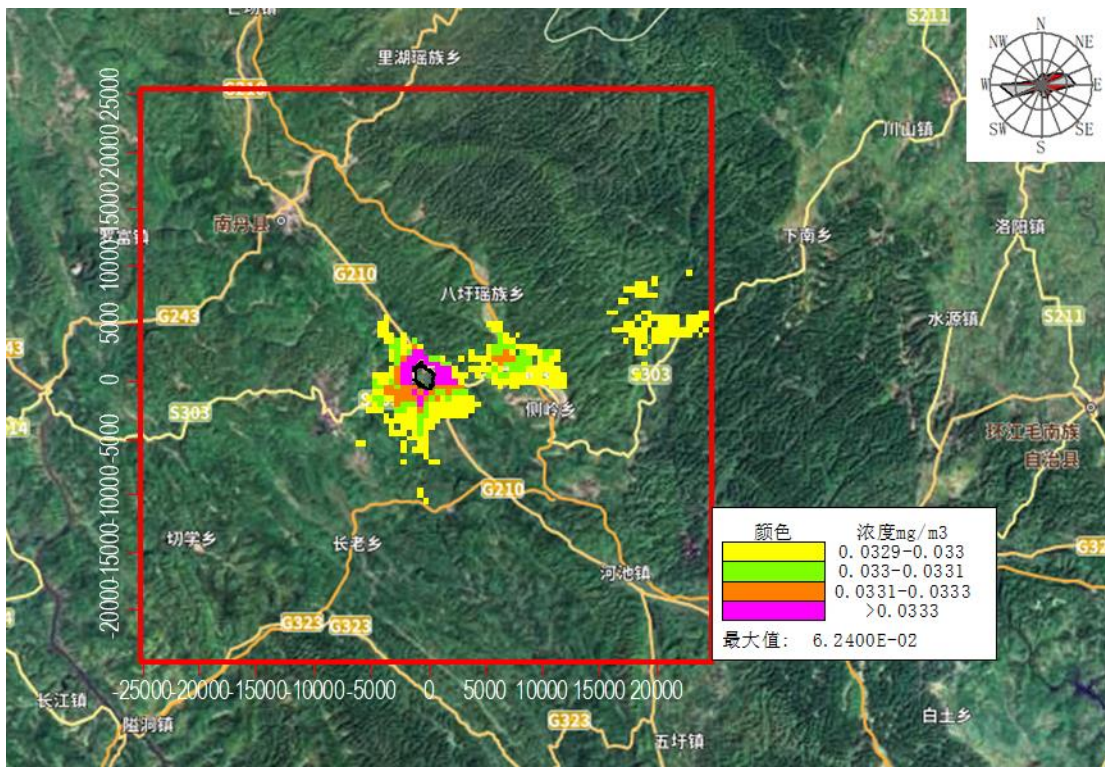 S211
N
NW
NE
W
E
SW
SE
S
里湖瑶族乡
G210
川山镇
南丹县
罗富镇
下南乡
洛阳镇
G210
八圩瑶族乡
G243
水源镇
S211
S303
S303
侧岭乡
环江毛南族
自治县
G210
切学乡
长老乡
河池镇
G323
G323
长江镇
隘洞镇
G323
五圩镇
白土乡
25000
20000
15000
10000
5000
0
-5000
-10000
-15000
-20000
-25000
-20000
-15000
-10000
-5000
0
5000
10000
15000
20000
颜色 浓度mg/m3
0.0329-0.033
0.033-0.0331
0.0331-0.0333
>0.0333
最大值: 6.2400E-02